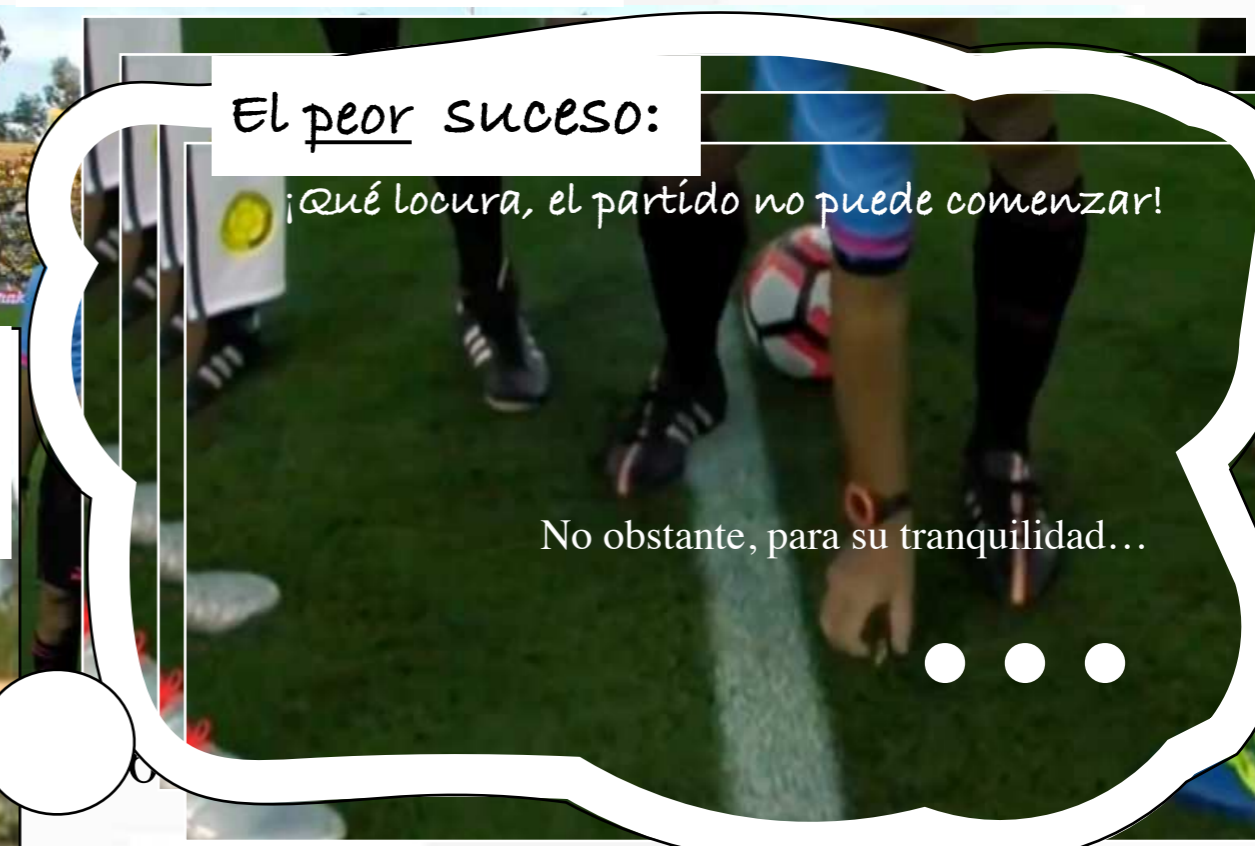 El peor suceso:
¡Qué locura, el partido no puede comenzar!
No obstante, para su tranquilidad…